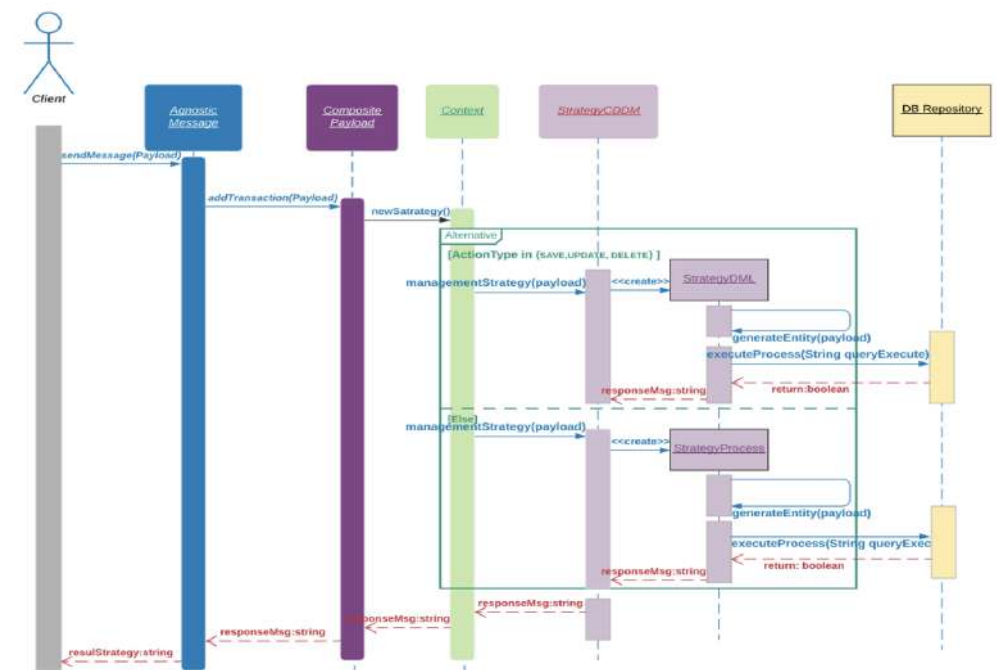 Client
Agnostic
Message
Composite
Payload
Context
StrategyCDDM
DB Repository
sendMessage(Payload)
addTransaction(Payload)
newSatrategy()
Alternative
[ActionType in (SAVE,UPDATE, DELETE) ]
managementStrategy(payload)
<<create>>
StrategyDML
generateEntity(payload)
executeProcess(String queryExecute)
return:boolean
responseMsg:string
[Else]
managementStrategy(payload)
<<create>>
StrategyProcess
generateEntity(payload)
executeProcess(String queryExec
return: boolean
responseMsg:string
responseMsg:string
responseMsg:string
responseMsg:string
resulStrategy:string